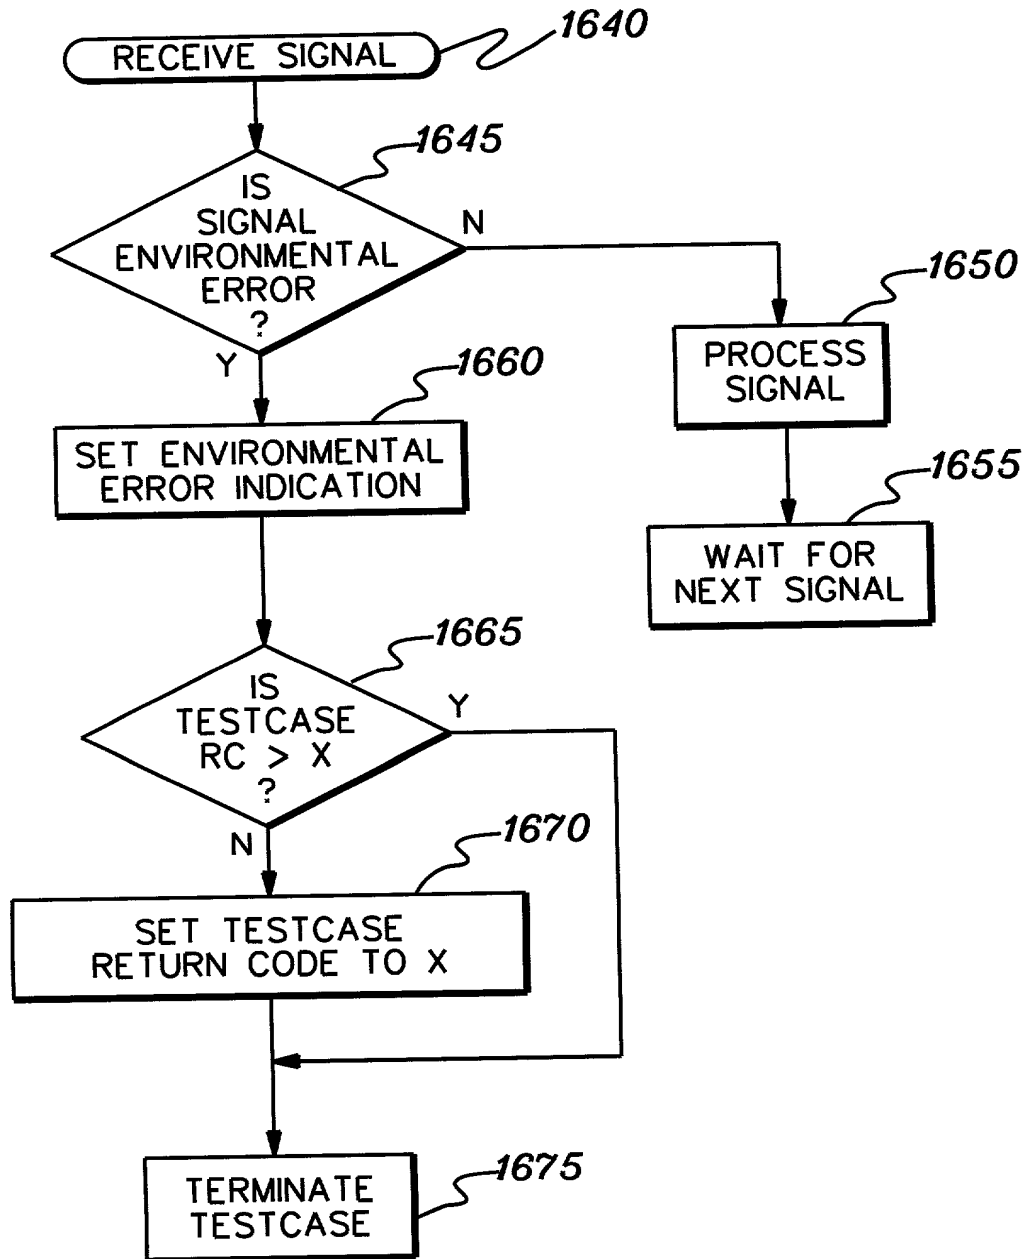 RECEIVE SIGNAL
1640
1645
IS
SIGNAL
ENVIRONMENTAL
ERROR
?
N
Y
1650
PROCESS
SIGNAL
1655
WAIT FOR
NEXT SIGNAL
1660
SET ENVIRONMENTAL
ERROR INDICATION
1665
IS
TESTCASE
RC > X
?
Y
N
1670
SET TESTCASE
RETURN CODE TO X
1675
TERMINATE
TESTCASE